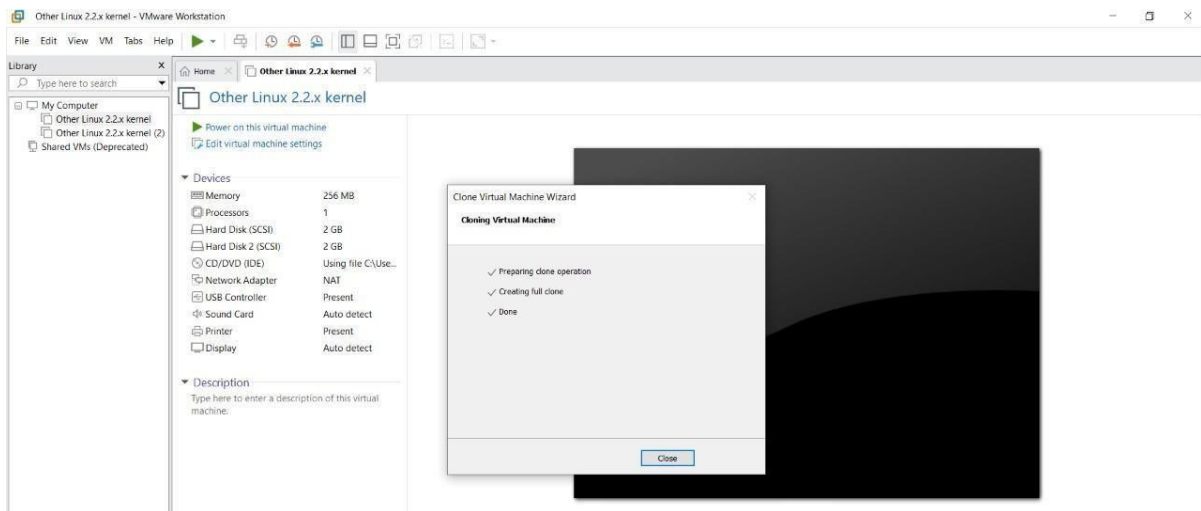 Other Linux 2.2.x kernel - VMware Workstation
File Edit View VM Tabs Help
Library X
Home
Other Linux 2.2.x kernel
Type here to search
My Computer
Other Linux 2.2.x kernel
Other Linux 2.2.x kernel (2)
Shared VMs (Deprecated)
Other Linux 2.2.x kernel
Power on this virtual machine
Edit virtual machine settings
Devices
Memory 256 MB
Processors 1
Hard Disk (SCSI) 2 GB
Hard Disk 2 (SCSI) 2 GB
CD/DVD (IDE) Using file C:\Use...
Network Adapter NAT
USB Controller Present
Sound Card Auto detect
Printer Present
Display Auto detect
Description
Type here to enter a description of this virtual
machine.
Clone Virtual Machine Wizard
Cloning Virtual Machine
Preparing clone operation
Creating full clone
Done
Close